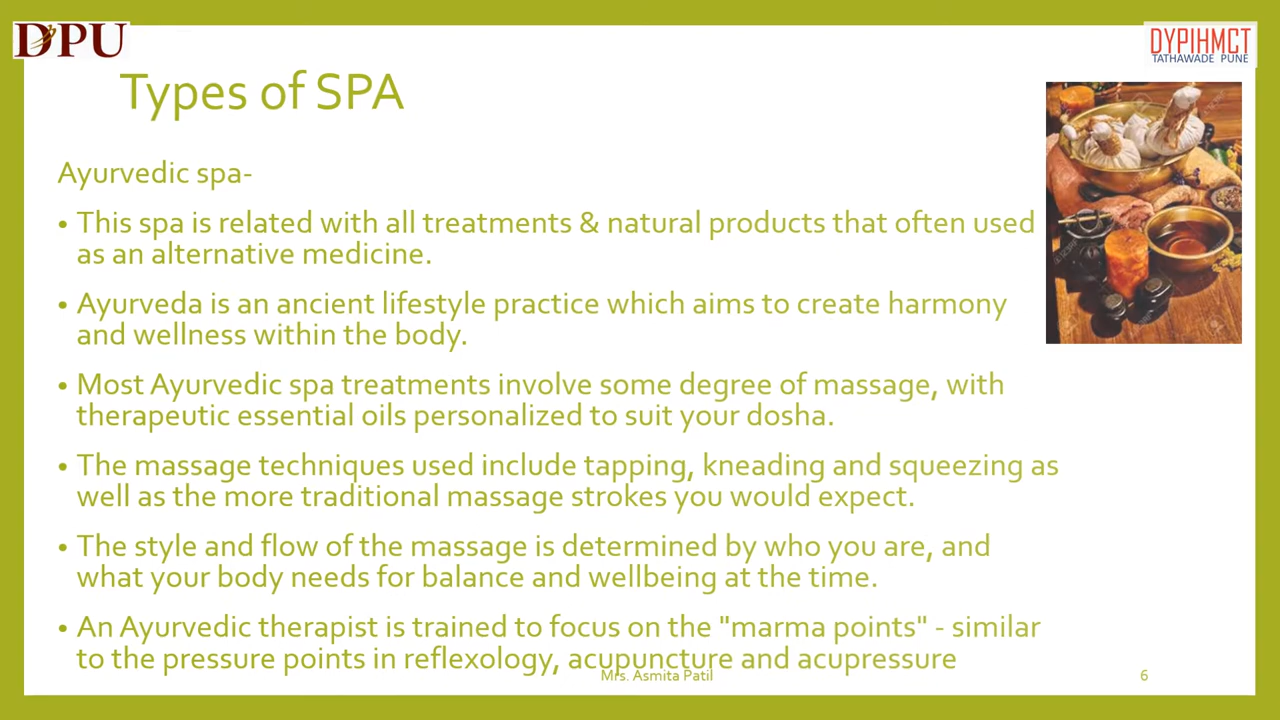 DPU
DYPIHMCT
TATHAWADE PUNE
Types of SPA
Ayurvedic spa-
• This spa is related with all treatments & natural products that often used
as an alternative medicine.
• Ayurveda is an ancient lifestyle practice which aims to create harmony
and wellness within the body.
• Most Ayurvedic spa treatments involve some degree of massage, with
therapeutic essential oils personalized to suit your dosha.
• The massage techniques used include tapping, kneading and squeezing as
well as the more traditional massage strokes you would expect.
• The style and flow of the massage is determined by who you are, and
what your body needs for balance and wellbeing at the time.
• An Ayurvedic therapist is trained to focus on the "marma points" - similar
to the pressure points in reflexology, acupuncture and acupressure
Mrs. Asmita Patil
6